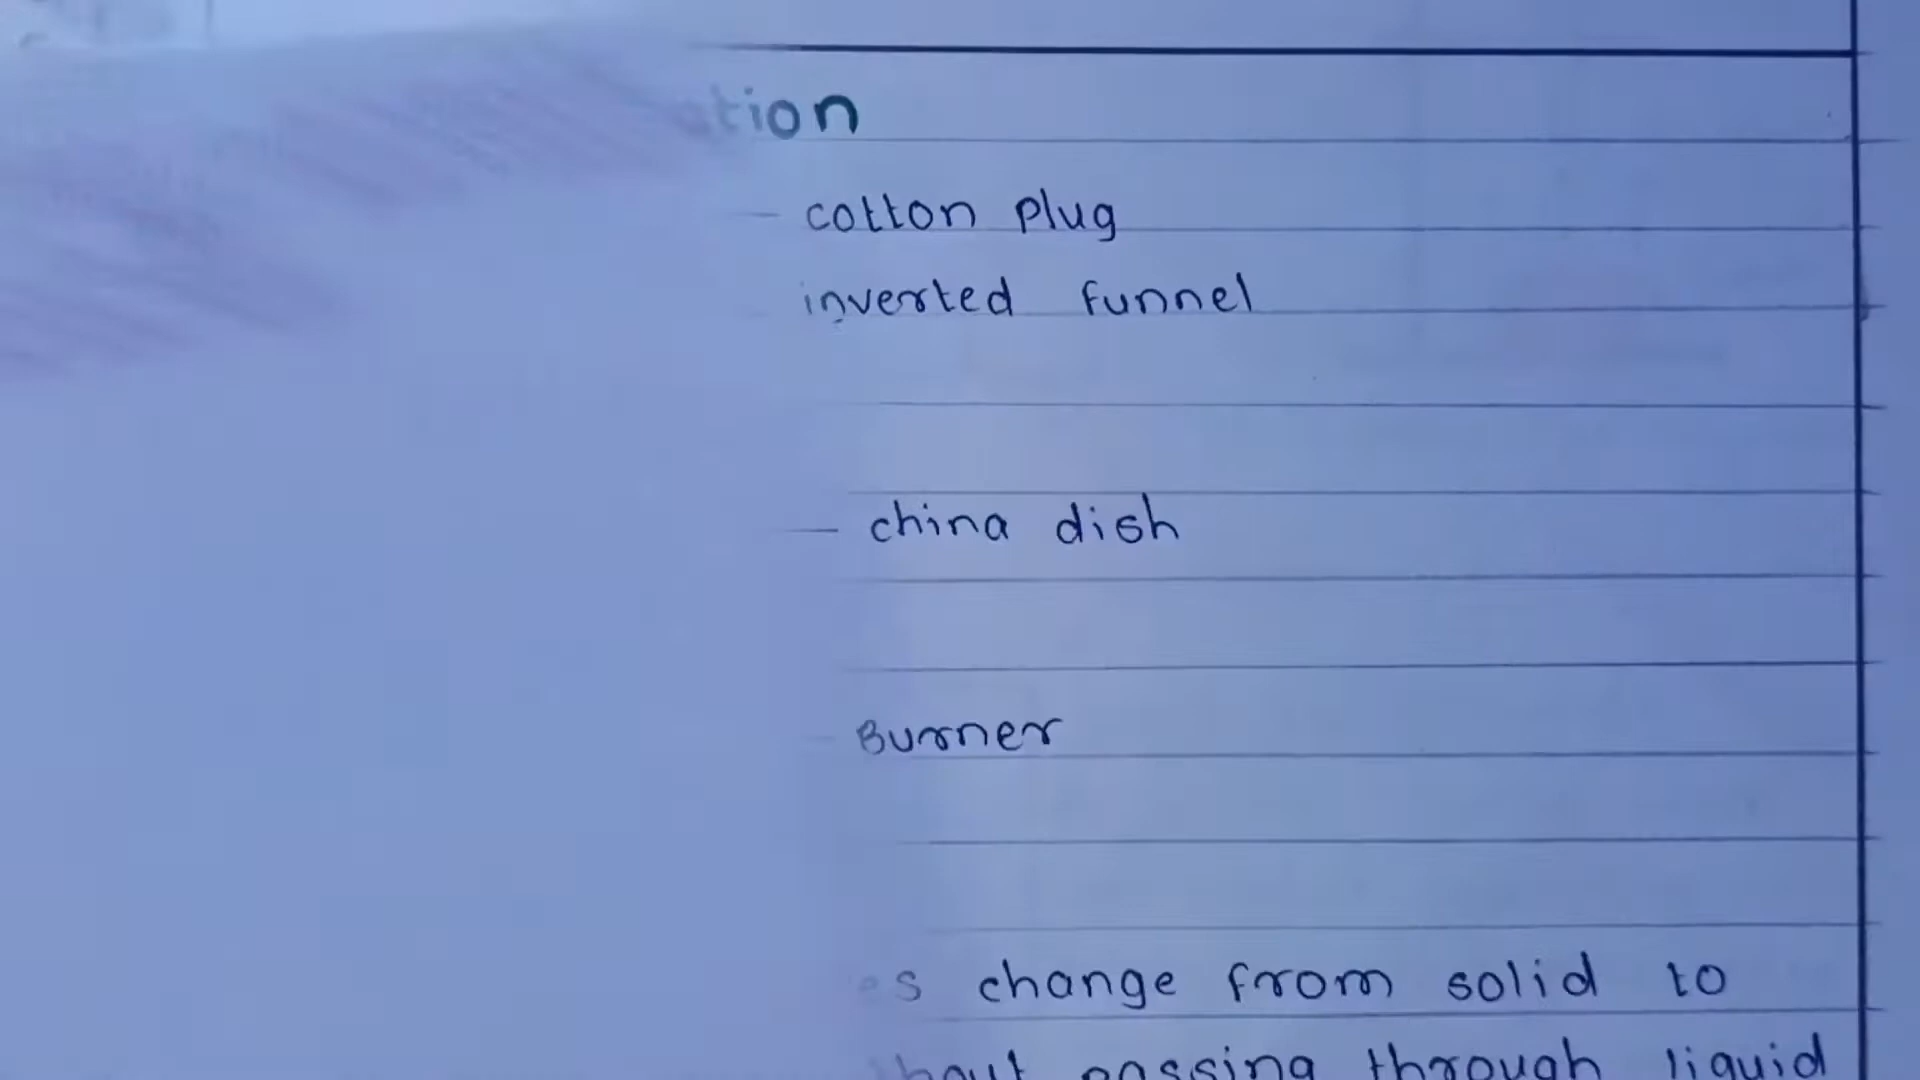 tion
cotton plug
inverted funnel
china dish
Burner
change from solid to
passing through liquid